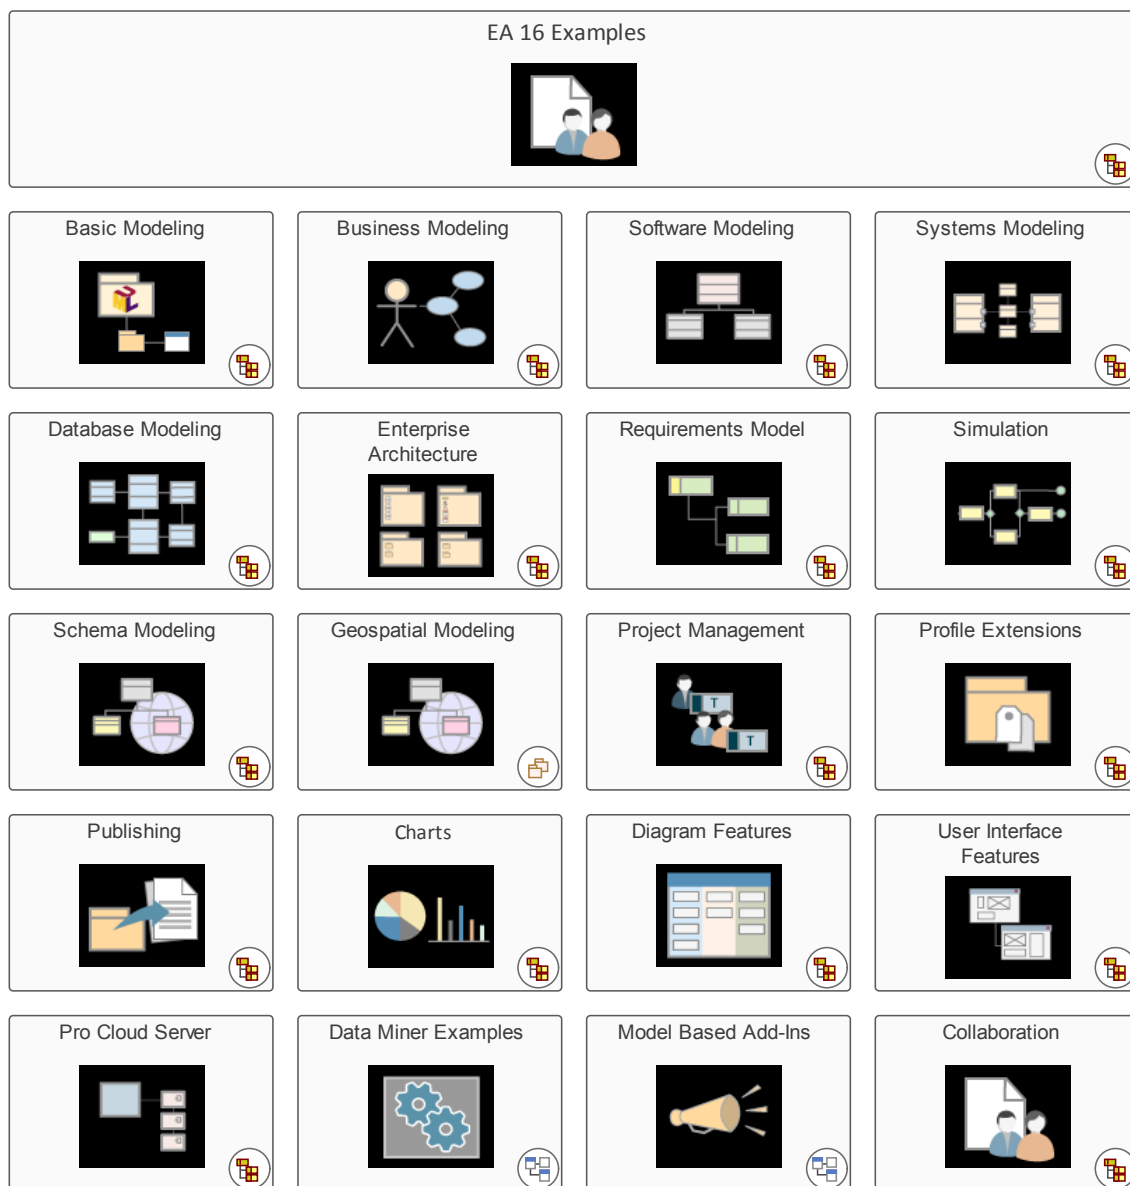 EA 16 Examples
Basic Modeling
Business Modeling
Software Modeling
Systems Modeling
Database Modeling
Enterprise
Architecture
Requirements Model
Simulation
Schema Modeling
Geospatial Modeling
Project Management
T
T
Profile Extensions
Publishing
Charts
Diagram Features
User Interface
Features
Pro Cloud Server
Data Miner Examples
Model Based Add-Ins
Collaboration